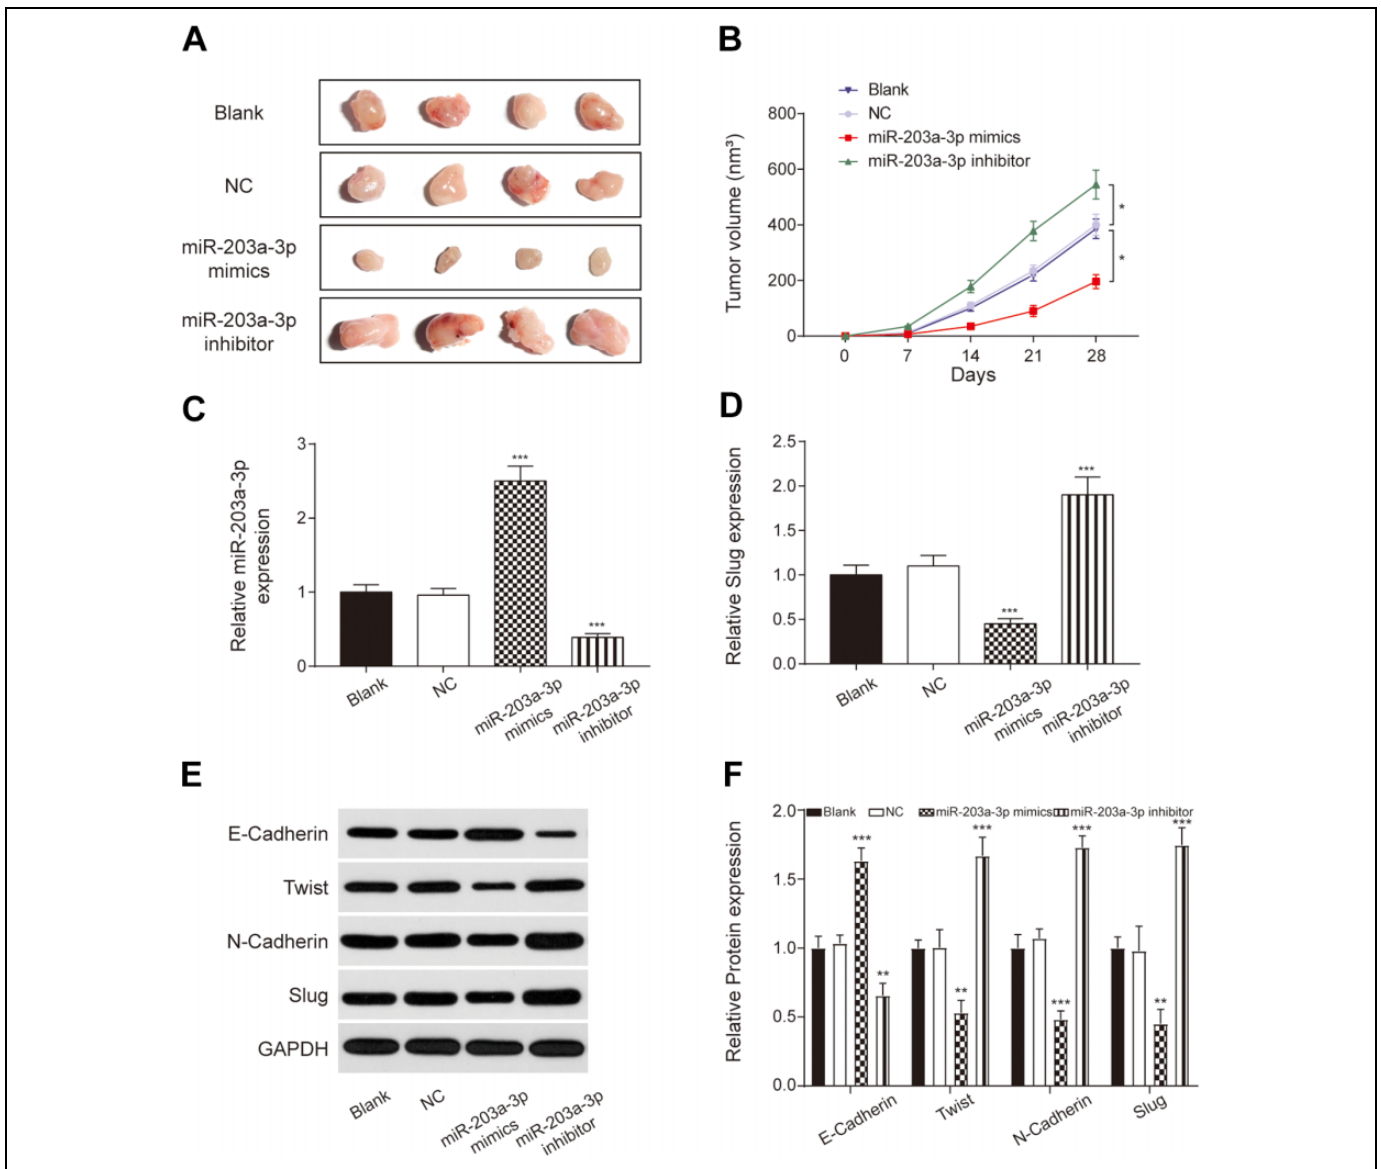 A
Blank
NC
miR-203a-3p
mimics
miR-203a-3p
inhibitor
B
Blank
NC
miR-203a-3p mimics
miR-203a-3p inhibitor
Tumor volume (nm³)
800
600
400
200
0
*
*
0 7 14 21 28
Days
C
Relative miR-203a-3p
expression
3
2
1
0
***
***
Blank
NC
miR-203a-3p
mimics
miR-203a-3p
inhibitor
D
Relative Slug expression
2.5
2.0
1.5
1.0
0.5
0.0
***
***
Blank
NC
miR-203a-3p
mimics
miR-203a-3p
inhibitor
E
E-Cadherin
Twist
N-Cadherin
Slug
GAPDH
Blank
NC
miR-203a-3p
mimics
miR-203a-3p
inhibitor
F
Blank NC miR-203a-3p mimics miR-203a-3p inhibitor
Relative Protein expression
2.0
1.5
1.0
0.5
0.0
*** ** ** *** *** *** ** ***
E-Cadherin
Twist
N-Cadherin
Slug